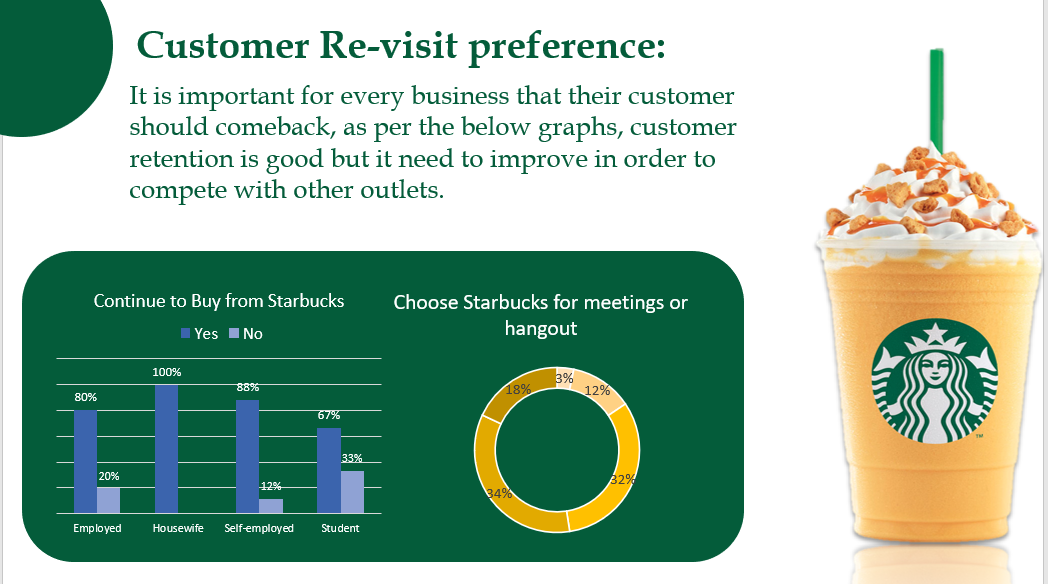 Customer Re-visit preference:
It is important for every business that their customer
should comeback, as per the below graphs, customer
retention is good but it need to improve in order to
compete with other outlets.
Continue to Buy from Starbucks
Yes No
80%
20%
100%
88%
12%
67%
33%
Employed Housewife Self-employed Student
Choose Starbucks for meetings or
hangout
3%
12%
32%
34%
18%
TM